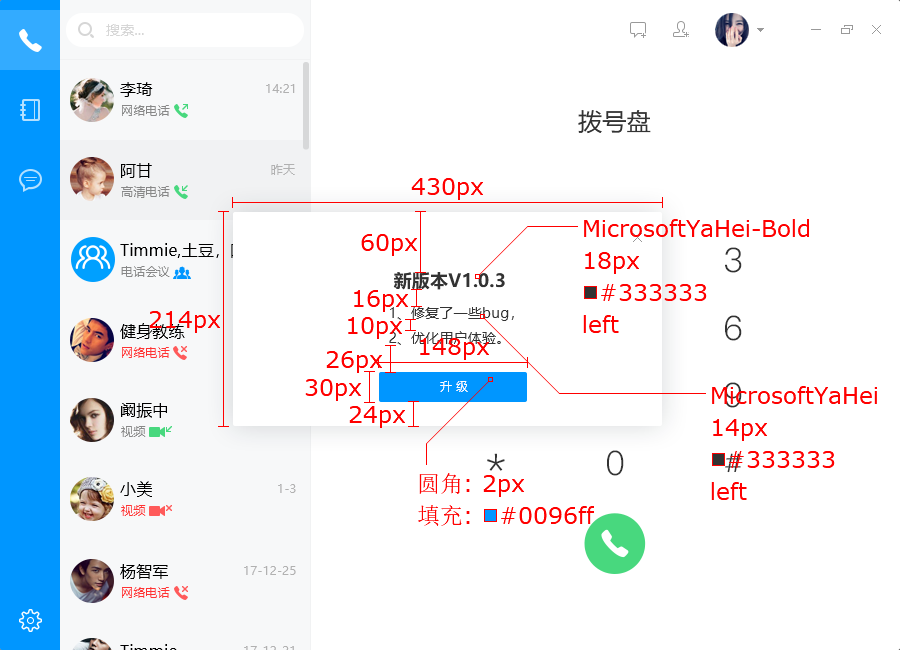 搜索...
李琦
14:21
网络电话
拨号盘
阿甘
昨天
高清电话
430px
Timmie,土豆,
电话会议
60px
MicrosoftYaHei-Bold
18px
#333333
left
新版本V1.0.3
16px
1、修复了一些bug，
10px
2、优化用户体验。
214px
健身教练
网络电话
148px
26px
30px
升 级
24px
3
6
9
MicrosoftYaHei
14px
#333333
left
阚振中
视频
*
0
#
圆角：2px
填充：#0096ff
小美
1-3
视频
杨智军
17-12-25
网络电话
Timmie
17-12-21